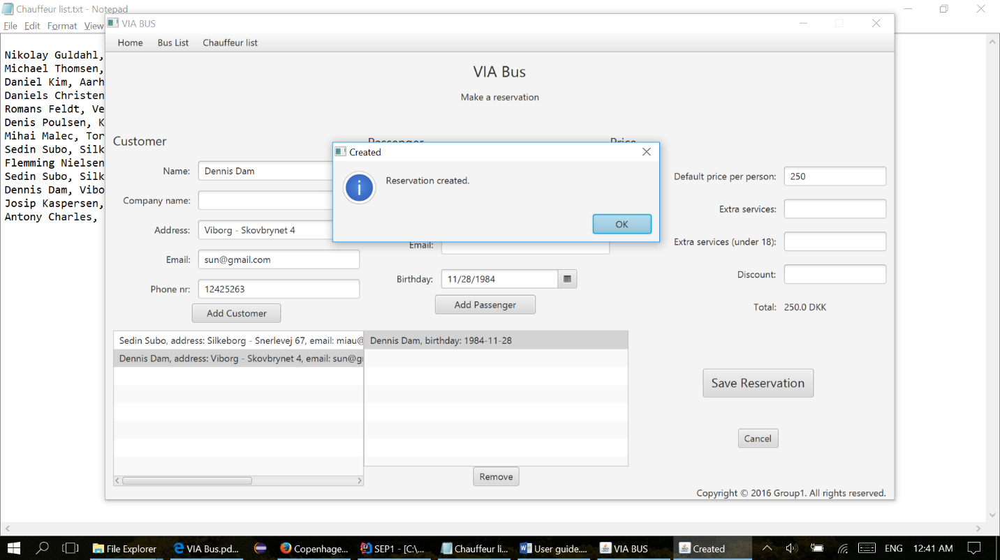 Chauffeur list.txt - Notepad
File Edit Format View
Nikolay Guldahl,
Michael Thomsen,
Daniel Kim, Aarh
Daniels Christen
Romans Feldt, Ve
Denis Poulsen, K
Mihai Malec, Tor
Sedin Subo, Silk
Flemming Nielsen
Sedin Subo, Silk
Dennis Dam, Vibo
Josip Kaspersen,
Antony Charles,
VIA BUS
Home Bus List Chauffeur list
VIA Bus
Make a reservation
Customer
Name: Dennis Dam
Company name:
Address: Viborg - Skovbrynet 4
Email: sun@gmail.com
Phone nr: 12425263
Add Customer
Passenger
Email:
Birthday: 11/28/1984
Add Passenger
Price
Default price per person: 250
Extra services:
Extra services (under 18):
Discount:
Total: 250.0 DKK
Created
Reservation created.
OK
Sedin Subo, address: Silkeborg - Snerlevej 67, email: miau@
Dennis Dam, address: Viborg - Skovbrynet 4, email: sun@g
Dennis Dam, birthday: 1984-11-28
Remove
Save Reservation
Cancel
Copyright © 2016 Group1. All rights reserved.
File Explorer VIA Bus.pd... Copenhage... SEP1 - [C:\... Chauffeur li... User guide.... VIA BUS Created ENG 12:41 AM